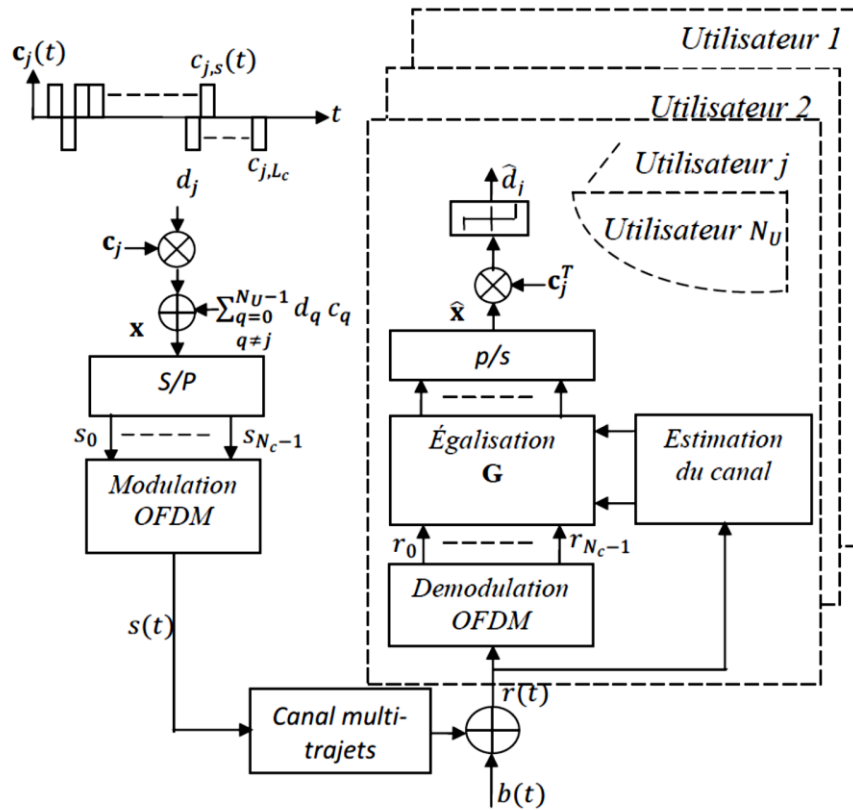 𝐜ⱼ(t)
c_{j,s}(t)
t
c_{j,L_c}
d_j
𝐜_j
𝐱
∑_{q=0, q≠j}^{N_U−1} d_q c_q
S/P
s_0
s_{N_c−1}
Modulation
OFDM
s(t)
Canal multi-
trajets
b(t)
r(t)
Demodulation
OFDM
r_0
r_{N_c−1}
Égalisation
G
Estimation
du canal
p/s
x̂
𝐜_j^T
d̂_j
Utilisateur 1
Utilisateur 2
Utilisateur j
Utilisateur N_U